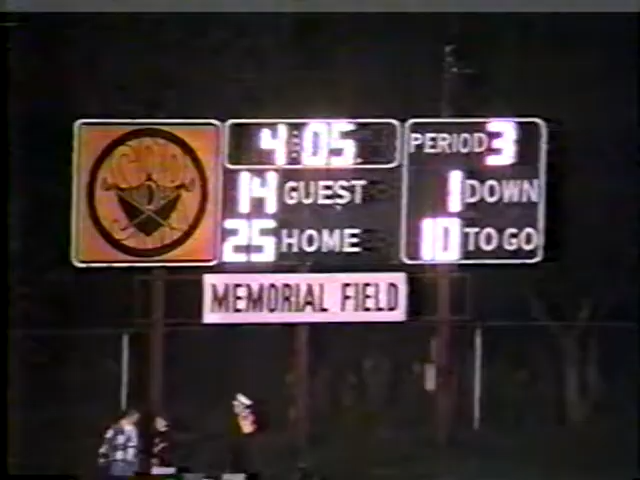 4:05
14 GUEST
25 HOME
PERIOD 3
1 DOWN
10 TO GO
MEMORIAL FIELD